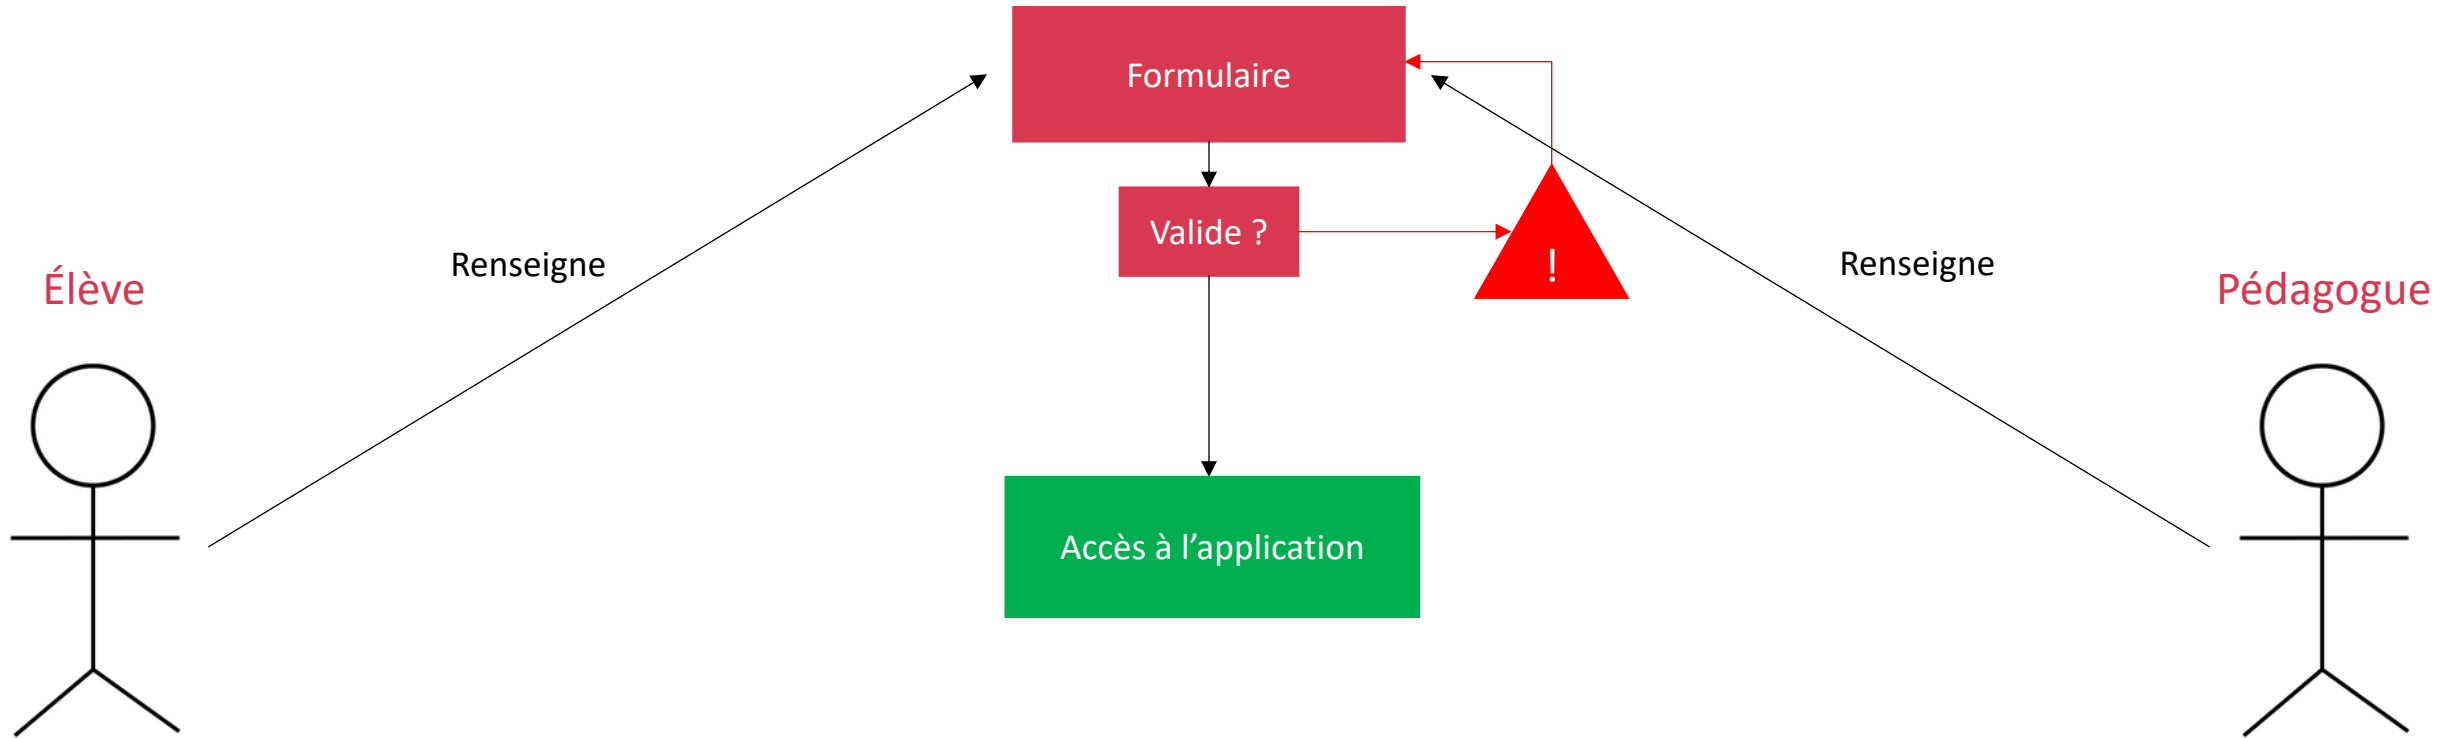 Formulaire
Valide ?
!
Renseigne
Renseigne
Élève
Pédagogue
Accès à l’application